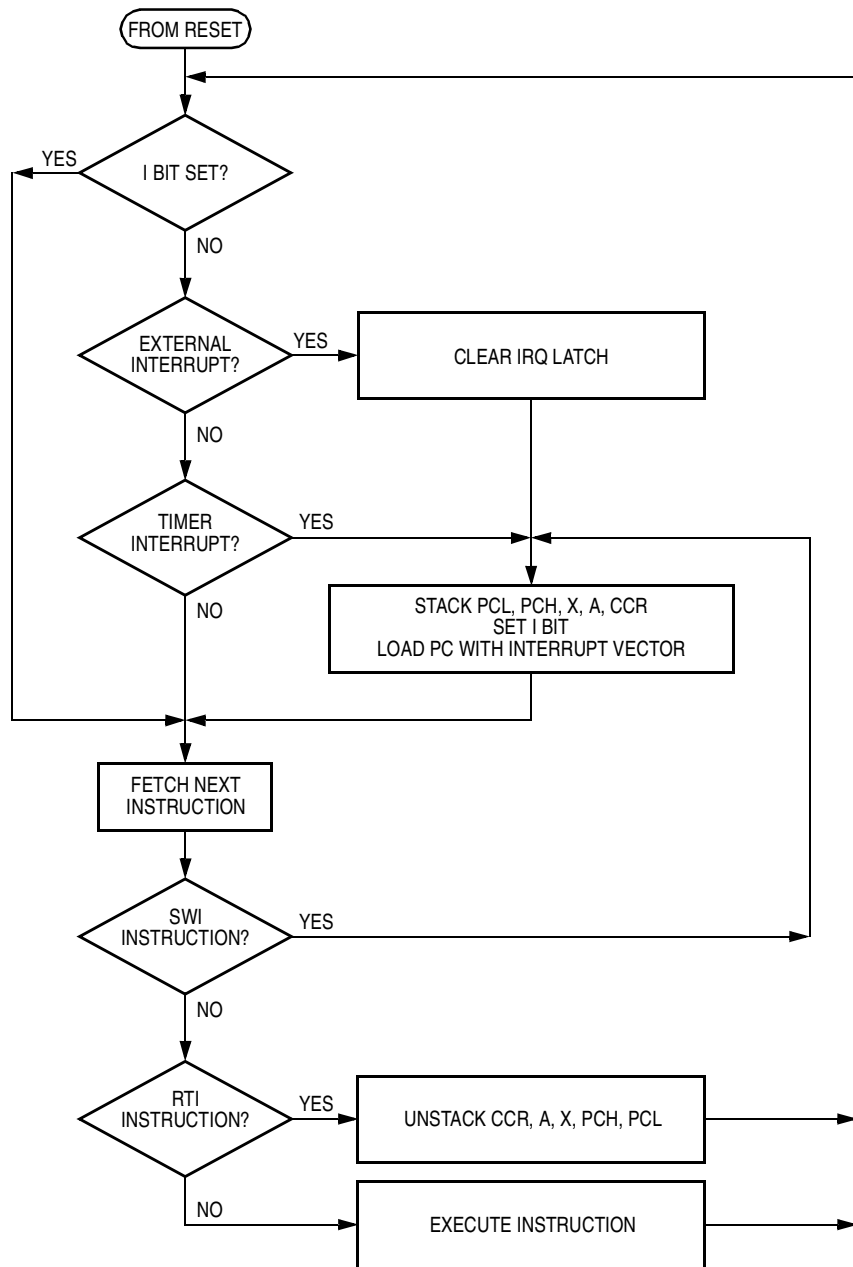 FROM RESET
YES
I BIT SET?
NO
EXTERNAL
INTERRUPT?
YES
CLEAR IRQ LATCH
NO
TIMER
INTERRUPT?
YES
NO
STACK PCL, PCH, X, A, CCR
SET I BIT
LOAD PC WITH INTERRUPT VECTOR
FETCH NEXT
INSTRUCTION
SWI
INSTRUCTION?
YES
NO
RTI
INSTRUCTION?
YES
UNSTACK CCR, A, X, PCH, PCL
NO
EXECUTE INSTRUCTION